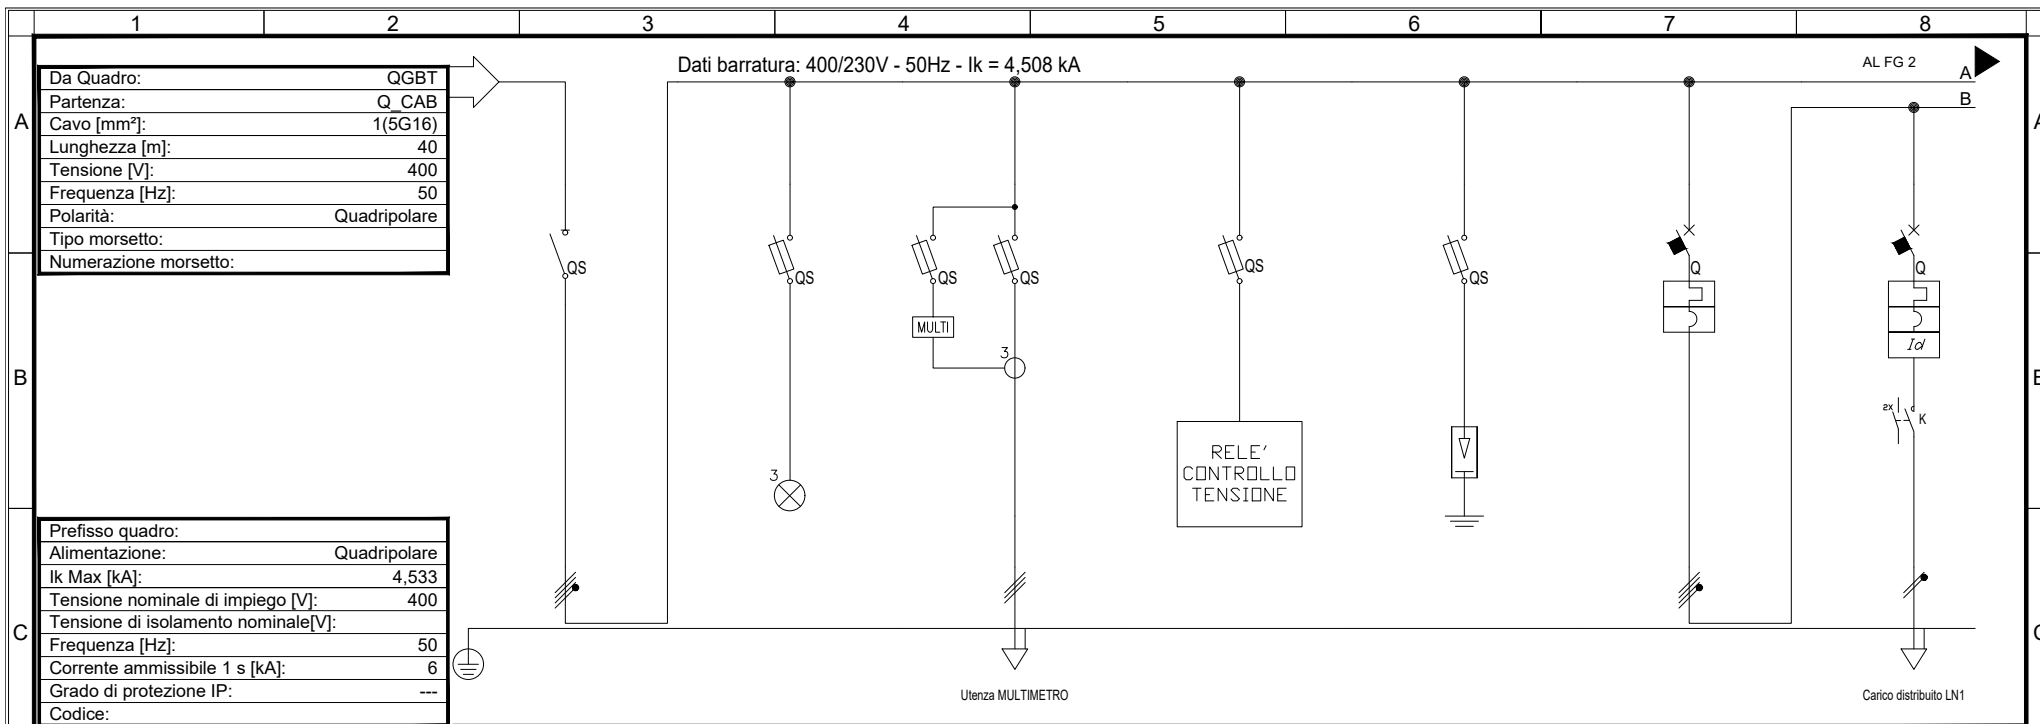 1 2 3 4 5 6 7 8
Dati barratura: 400/230V - 50Hz - Ik = 4,508 kA
AL FG 2
A
B
A
A
B
B
C
C
Da Quadro: QGBT
Partenza: Q_CAB
Cavo [mm²]: 1(5G16)
Lunghezza [m]: 40
Tensione [V]: 400
Frequenza [Hz]: 50
Polarità: Quadripolare
Tipo morsetto:
Numerazione morsetto:
QS
QS
QS
QS
QS
QS
Q
Q
MULTI
3
Id
2X
K
3
RELE'
CONTROLLO
TENSIONE
Prefisso quadro:
Alimentazione: Quadripolare
Ik Max [kA]: 4,533
Tensione nominale di impiego [V]: 400
Tensione di isolamento nominale[V]:
Frequenza [Hz]: 50
Corrente ammissibile 1 s [kA]: 6
Grado di protezione IP: ---
Codice:
Utenza MULTIMETRO
Carico distribuito LN1